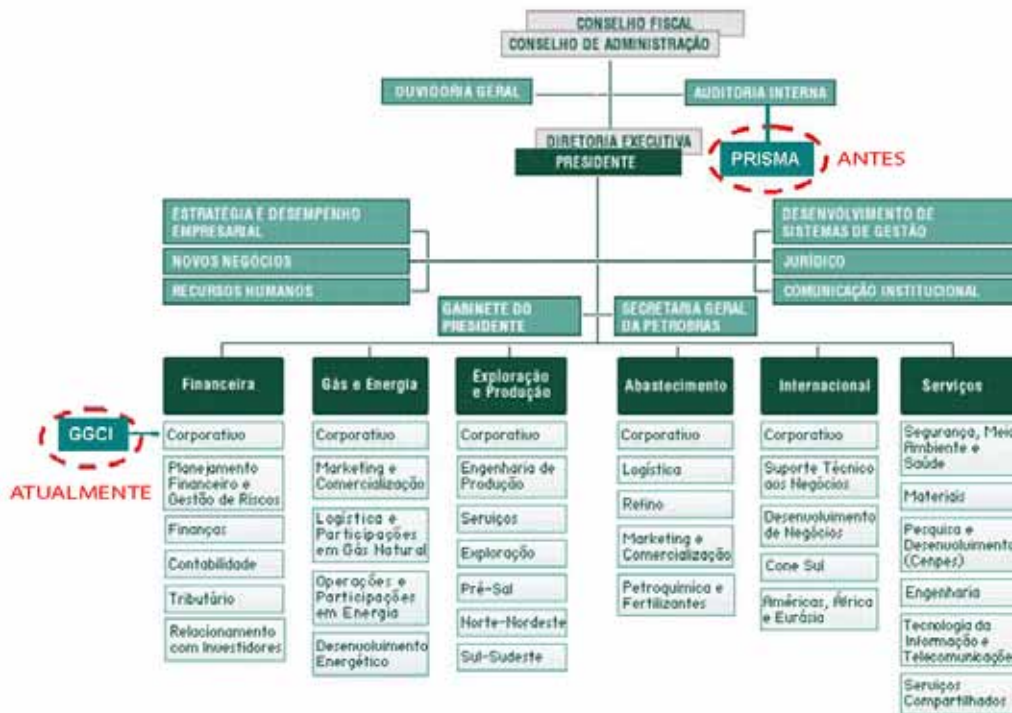 CONSELHO FISCAL
CONSELHO DE ADMINISTRAÇÃO
OUVIDORIA GERAL
AUDITORIA INTERNA
DIRETORIA EXECUTIVA
PRESIDENTE
PRISMA
ANTES
ESTRATÉGIA E DESEMPENHO
EMPRESARIAL
NOVOS NEGÓCIOS
RECURSOS HUMANOS
DESENVOLVIMENTO DE
SISTEMAS DE GESTÃO
JURÍDICO
COMUNICAÇÃO INSTITUCIONAL
GABINETE DO
PRESIDENTE
SECRETARIA GERAL
DA PETROBRAS
GGCI
ATUALMENTE
Financeira
Corporativo
Planejamento
Financeiro e
Gestão de Riscos
Finanças
Contabilidade
Tributário
Relacionamento
com Investidores
Gás e Energia
Corporativo
Marketing e
Comercialização
Logística e
Participações
em Gás Natural
Operações e
Participações
em Energia
Desenvolvimento
Energético
Exploração
e Produção
Corporativo
Engenharia de
Produção
Serviços
Exploração
Pré-Sal
Norte-Nordeste
Sul-Sudeste
Abastecimento
Corporativo
Logística
Refino
Marketing e
Comercialização
Petroquímica e
Fertilizantes
Internacional
Corporativo
Suporte Técnico
aos Negócios
Desenvolvimento
de Negócios
Cone Sul
Américas, África
e Eurásia
Serviços
Segurança, Meio
Ambiente e
Saúde
Materiais
Pesquisa e
Desenvolvimento
(Cenpes)
Engenharia
Tecnologia da
Informação e
Telecomunicações
Serviços
Compartilhados